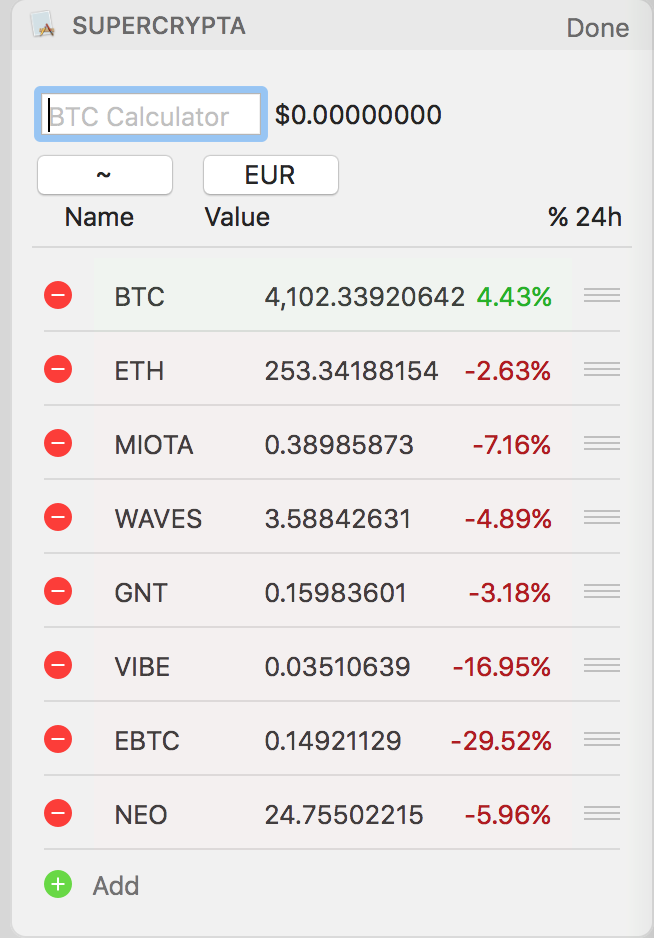 SUPERCRYPTA Done
BTC Calculator $0.00000000
~ EUR
Name Value % 24h
BTC 4,102.33920642 4.43%
ETH 253.34188154 -2.63%
MIOTA 0.38985873 -7.16%
WAVES 3.58842631 -4.89%
GNT 0.15983601 -3.18%
VIBE 0.03510639 -16.95%
EBTC 0.14921129 -29.52%
NEO 24.75502215 -5.96%
Add